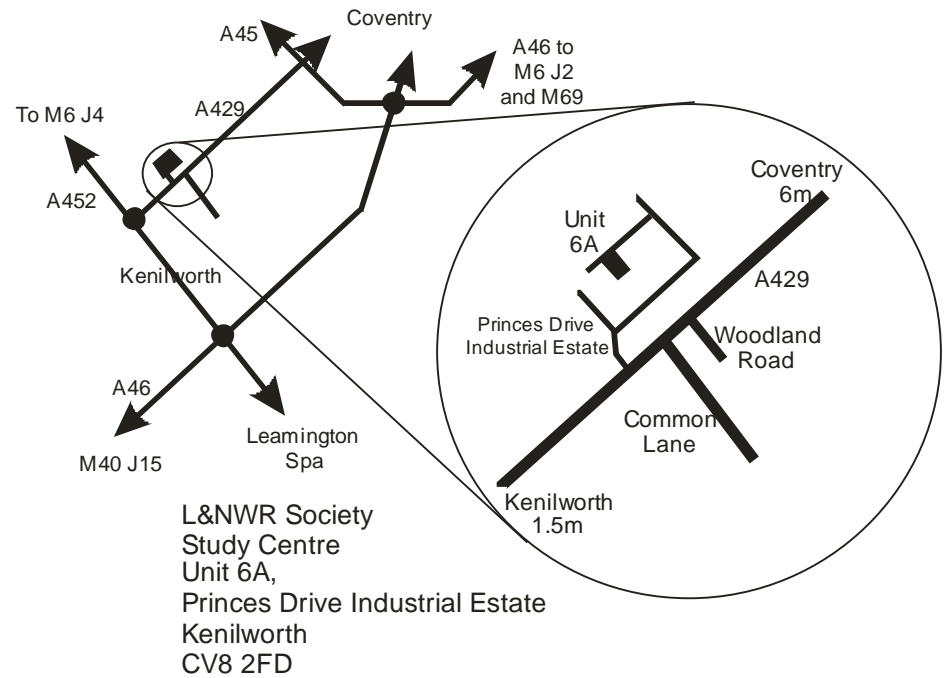 A45
Coventry
A46 to
M6 J2
and M69
A429
To M6 J4
A452
Kenilworth
A46
M40 J15
Leamington
Spa
Coventry
6m
Unit
6A
A429
Princes Drive
Industrial Estate
Woodland
Road
Common
Lane
Kenilworth
1.5m
L&NWR Society
Study Centre
Unit 6A,
Princes Drive Industrial Estate
Kenilworth
CV8 2FD